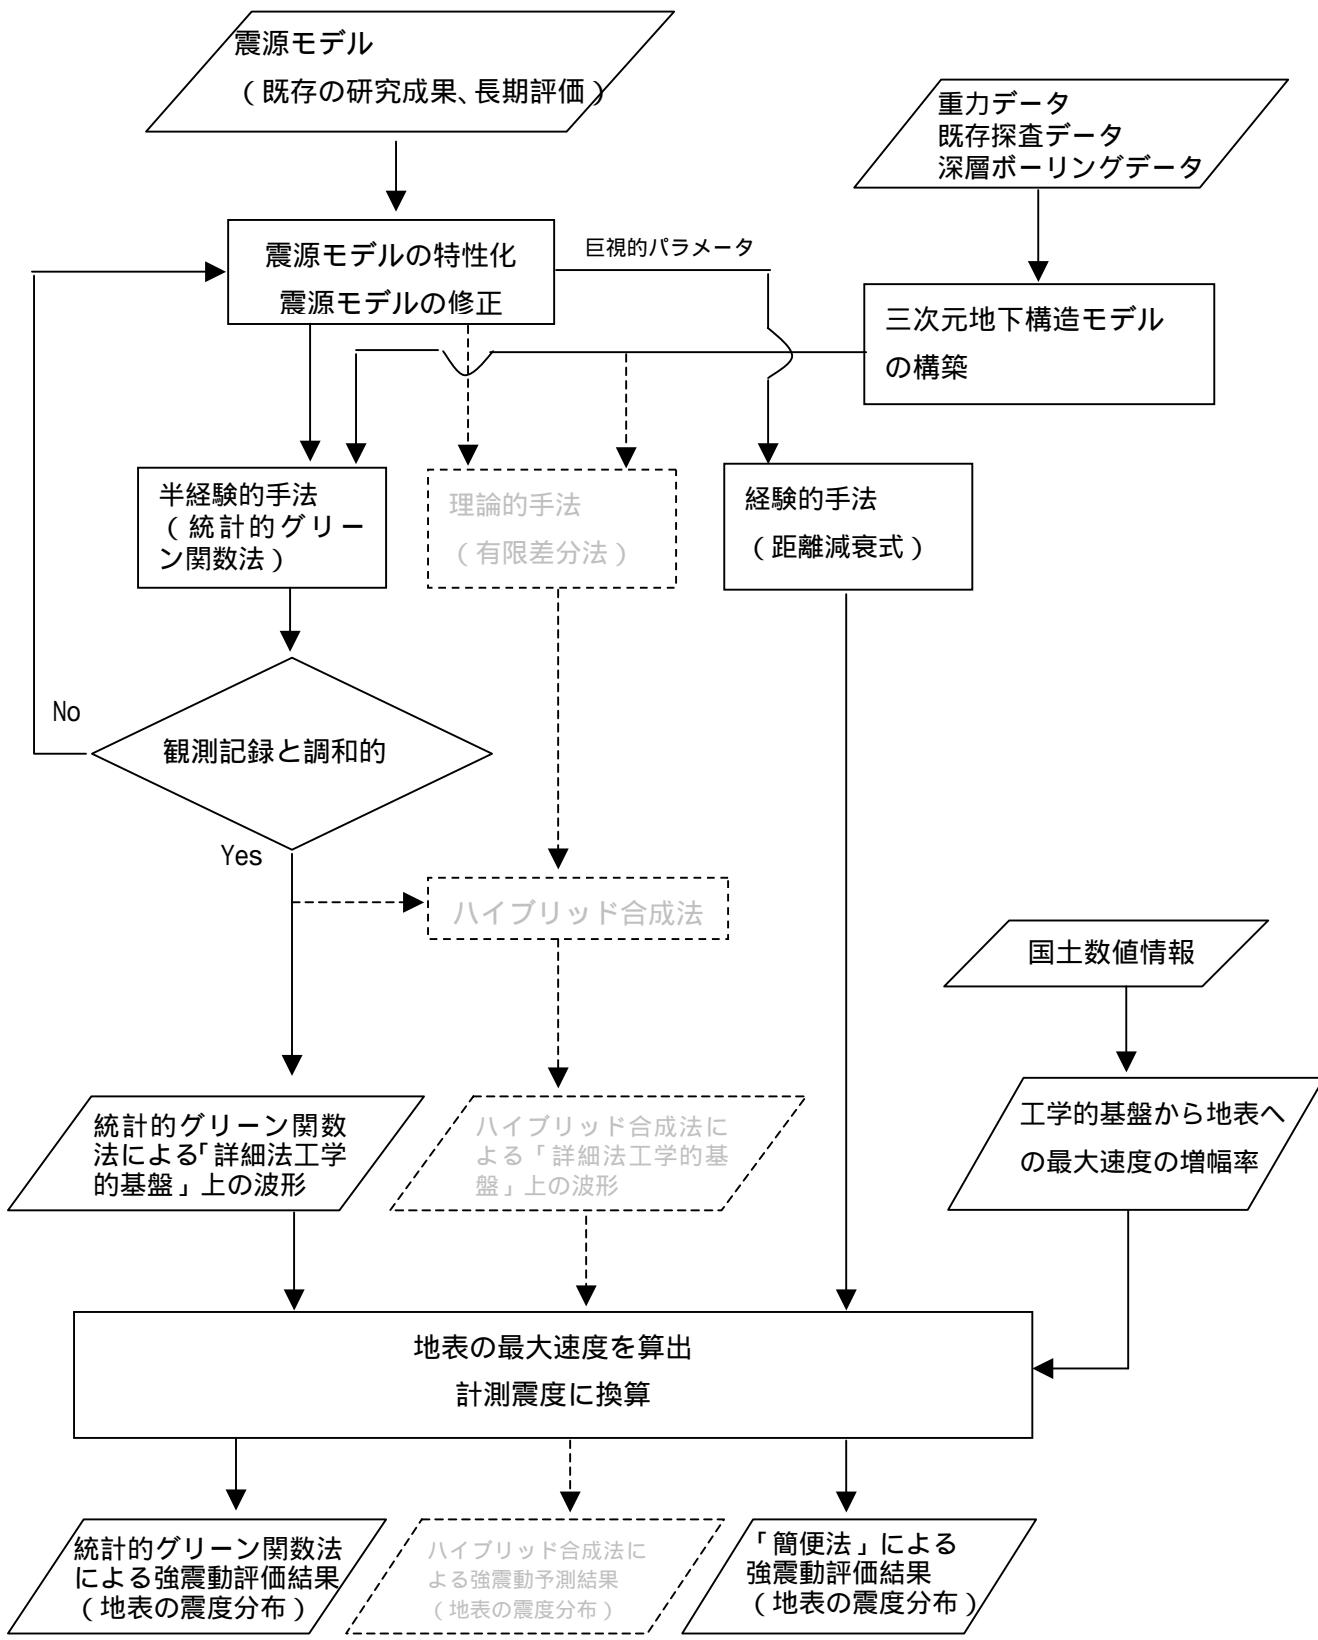 震源モデル
(既存の研究成果、長期評価)
重力データ
既存探査データ
深層ボーリングデータ
震源モデルの特性化
震源モデルの修正
巨視的パラメータ
三次元地下構造モデル
の構築
半経験的手法
(統計的グリー
ン関数法)
理論的手法
(有限差分法)
経験的手法
(距離減衰式)
No
観測記録と調和的
Yes
ハイブリッド合成法
国土数値情報
統計的グリーン関数
法による「詳細法工学
的基盤」上の波形
ハイブリッド合成法に
よる「詳細法工学的基
盤」上の波形
工学的基盤から地表へ
の最大速度の増幅率
地表の最大速度を算出
計測震度に換算
統計的グリーン関数法
による強震動評価結果
(地表の震度分布)
ハイブリッド合成法に
よる強震動予測結果
(地表の震度分布)
「簡便法」による
強震動評価結果
(地表の震度分布)